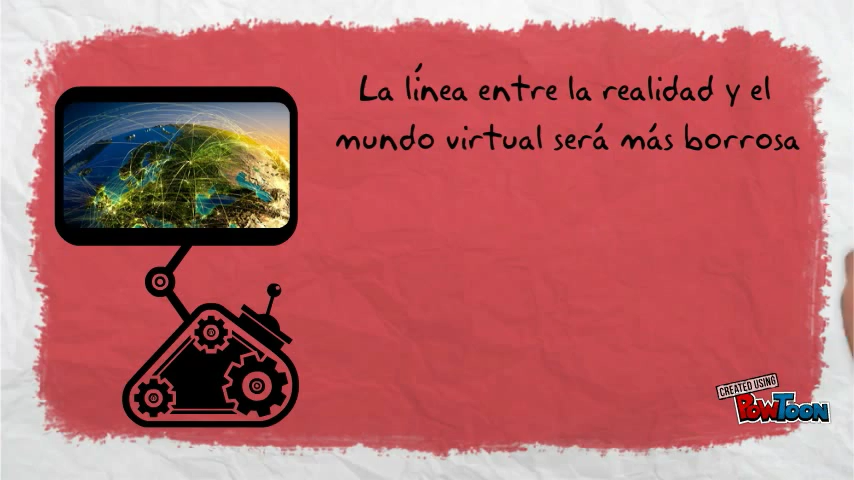 La línea entre la realidad y el
mundo virtual será más borrosa
CREATED USING
POWTOON